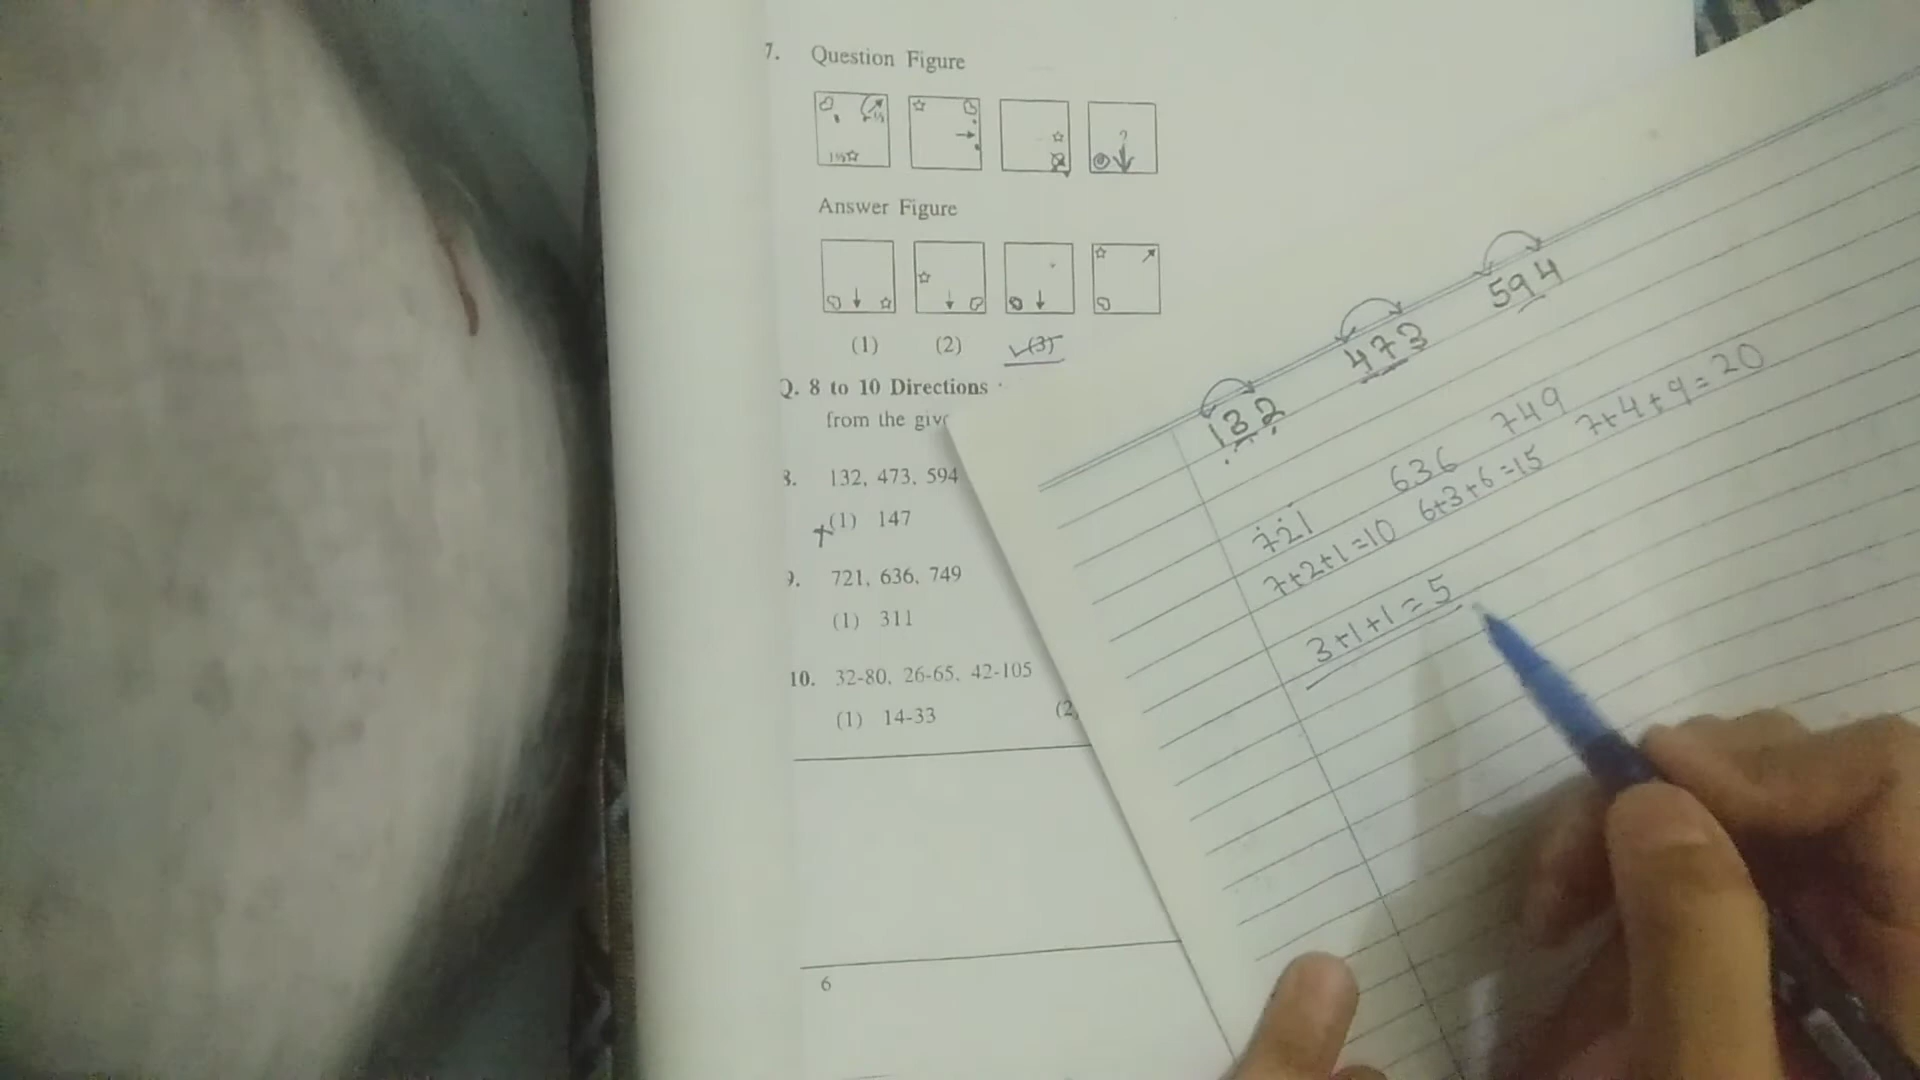 7. Question Figure
?
Answer Figure
(1) (2) (3)
Q. 8 to 10 Directions
from the
8. 132, 473, 594
(1) 147
9. 721, 636, 749
(1) 311
10. 32-80, 26-65, 42-105
(1) 14-33 (2
6
132 473 594
721 636 749
7+2+1=10 6+3+6=15 7+4+9=20
3+1+1=5